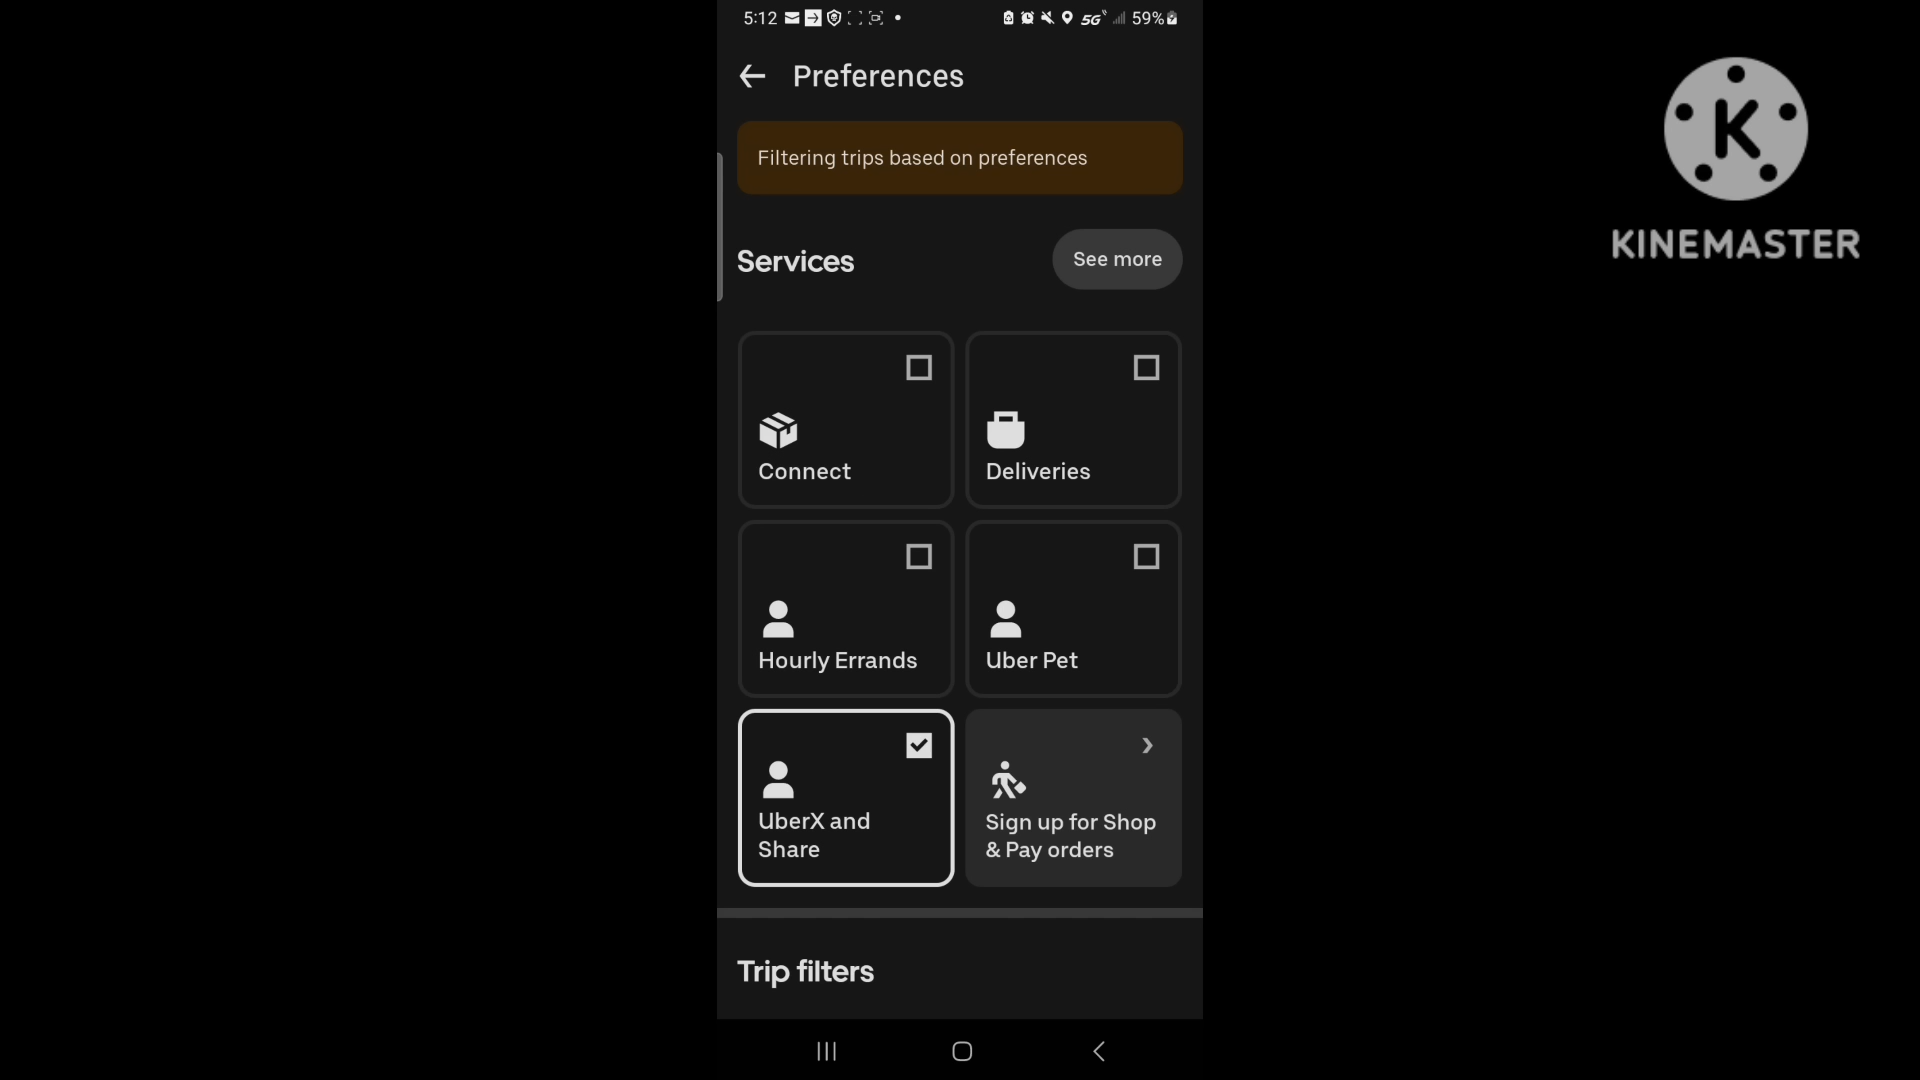 5:12
5G 59%
Preferences
Filtering trips based on preferences
Services
See more
Connect
Deliveries
Hourly Errands
Uber Pet
UberX and
Share
Sign up for Shop
& Pay orders
Trip filters
K
KINEMASTER